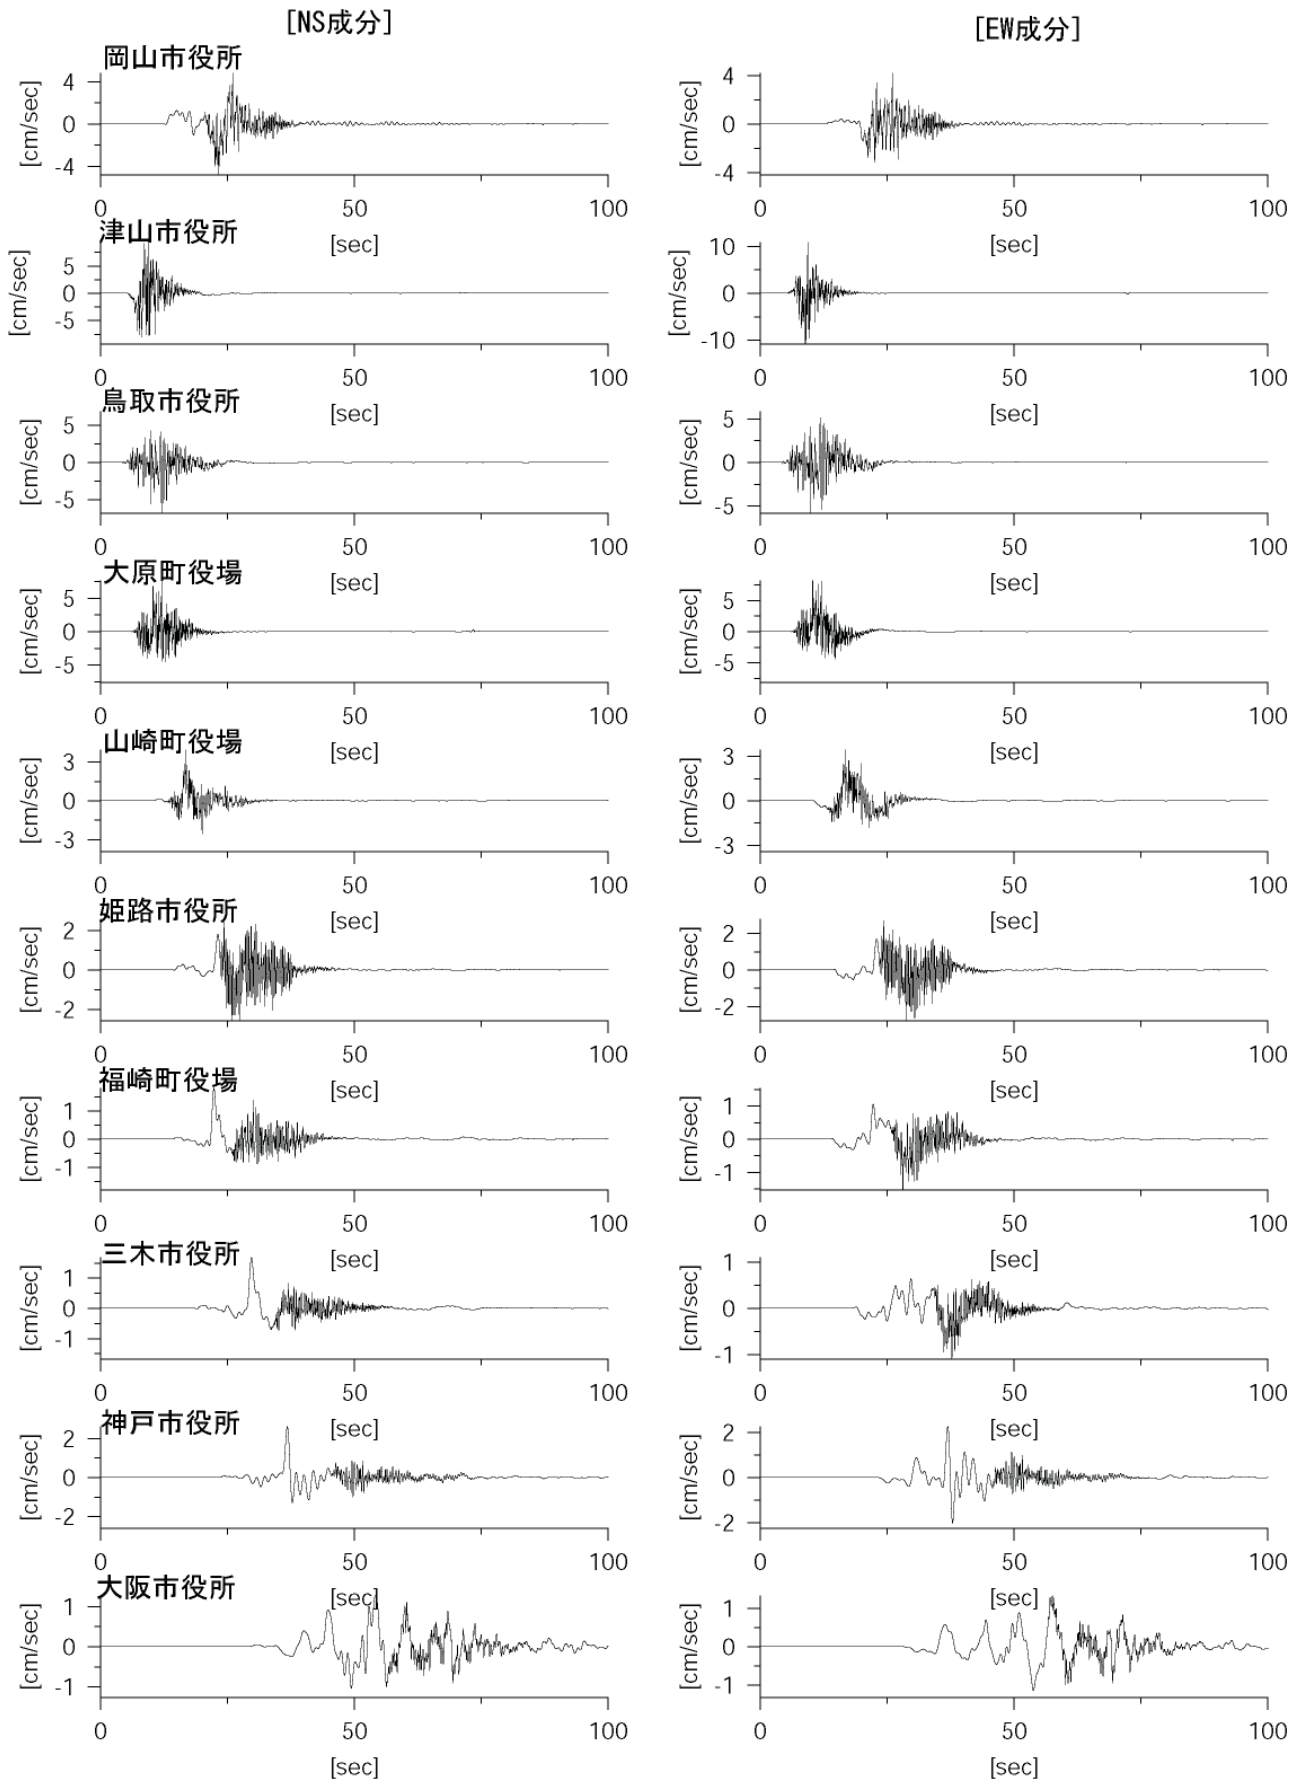 [NS成分] [EW成分]
岡山市役所
[cm/sec] 4 0 -4 0 50 100 [sec]
[cm/sec] 4 0 -4 0 50 100 [sec]
津山市役所
[cm/sec] 5 0 -5 0 50 100 [sec]
[cm/sec] 10 0 -10 0 50 100 [sec]
鳥取市役所
[cm/sec] 5 0 -5 0 50 100 [sec]
[cm/sec] 5 0 -5 0 50 100 [sec]
大原町役場
[cm/sec] 5 0 -5 0 50 100 [sec]
[cm/sec] 5 0 -5 0 50 100 [sec]
山崎町役場
[cm/sec] 3 0 -3 0 50 100 [sec]
[cm/sec] 3 0 -3 0 50 100 [sec]
姫路市役所
[cm/sec] 2 0 -2 0 50 100 [sec]
[cm/sec] 2 0 -2 0 50 100 [sec]
福崎町役場
[cm/sec] 1 0 -1 0 50 100 [sec]
[cm/sec] 1 0 -1 0 50 100 [sec]
三木市役所
[cm/sec] 1 0 -1 0 50 100 [sec]
[cm/sec] 1 0 -1 0 50 100 [sec]
神戸市役所
[cm/sec] 2 0 -2 0 50 100 [sec]
[cm/sec] 2 0 -2 0 50 100 [sec]
大阪市役所
[cm/sec] 1 0 -1 0 50 100 [sec]
[cm/sec] 1 0 -1 0 50 100 [sec]